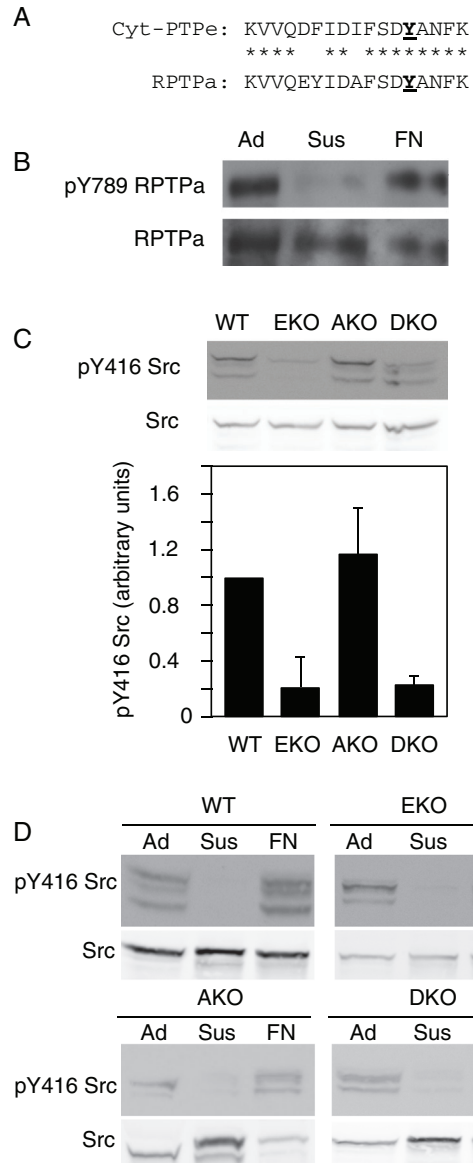 A
Cyt-PTPe: KVVQDFIDIFSDYANFK
**** ** ********
RPTPa: KVVQEYIDAFSDYANFK
B
Ad Sus FN
pY789 RPTPa
RPTPa
C
WT EKO AKO DKO
pY416 Src
Src
pY416 Src (arbitrary units)
1.6
1.2
0.8
0.4
0
WT EKO AKO DKO
D
WT EKO
Ad Sus FN Ad Sus
pY416 Src
Src
AKO DKO
Ad Sus FN Ad Sus
pY416 Src
Src